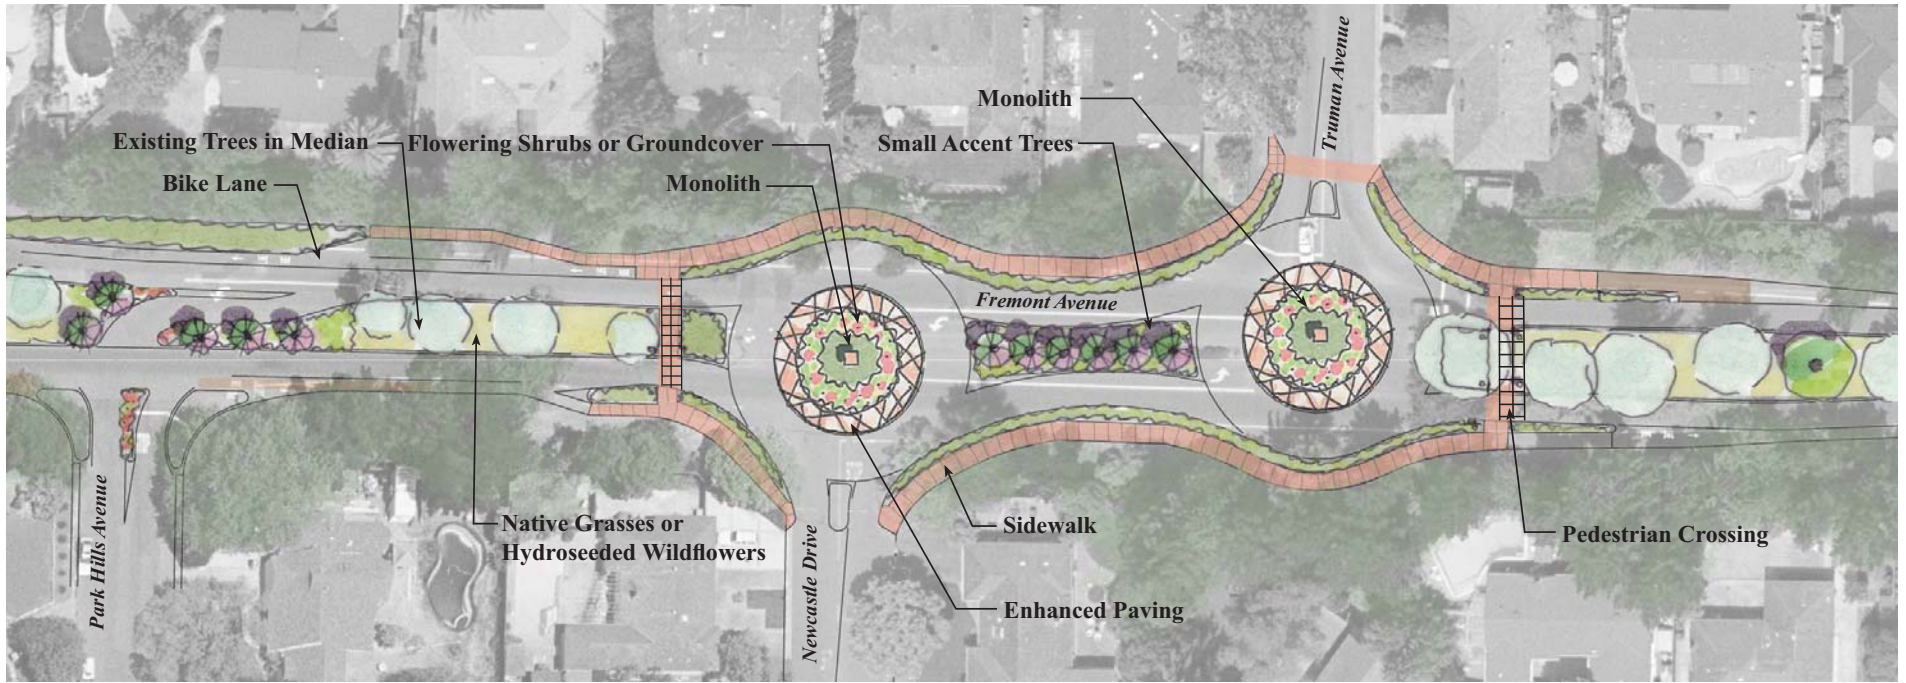 Truman Avenue
Monolith
Existing Trees in Median
Flowering Shrubs or Groundcover
Small Accent Trees
Bike Lane
Monolith
Fremont Avenue
Park Hills Avenue
Native Grasses or
Hydroseeded Wildflowers
Newcastle Drive
Sidewalk
Pedestrian Crossing
Enhanced Paving